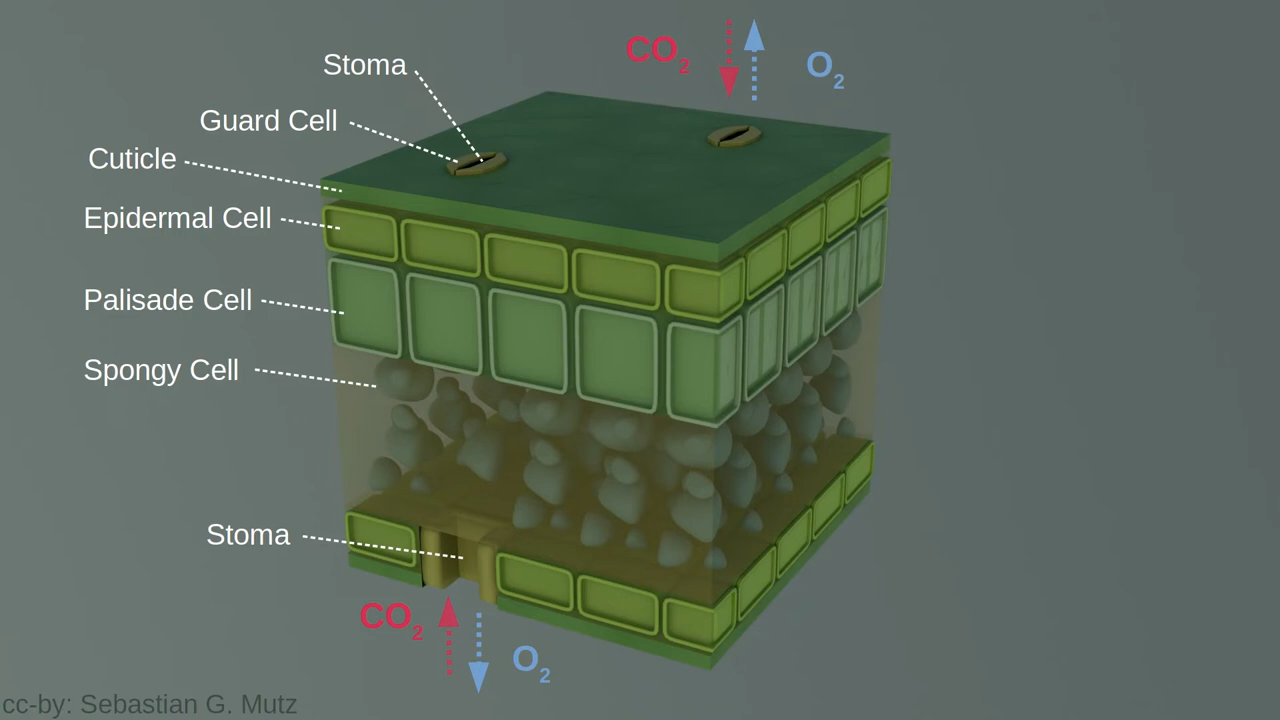 CO2
O2
Stoma
Guard Cell
Cuticle
Epidermal Cell
Palisade Cell
Spongy Cell
Stoma
CO2
O2
cc-by: Sebastian G. Mutz